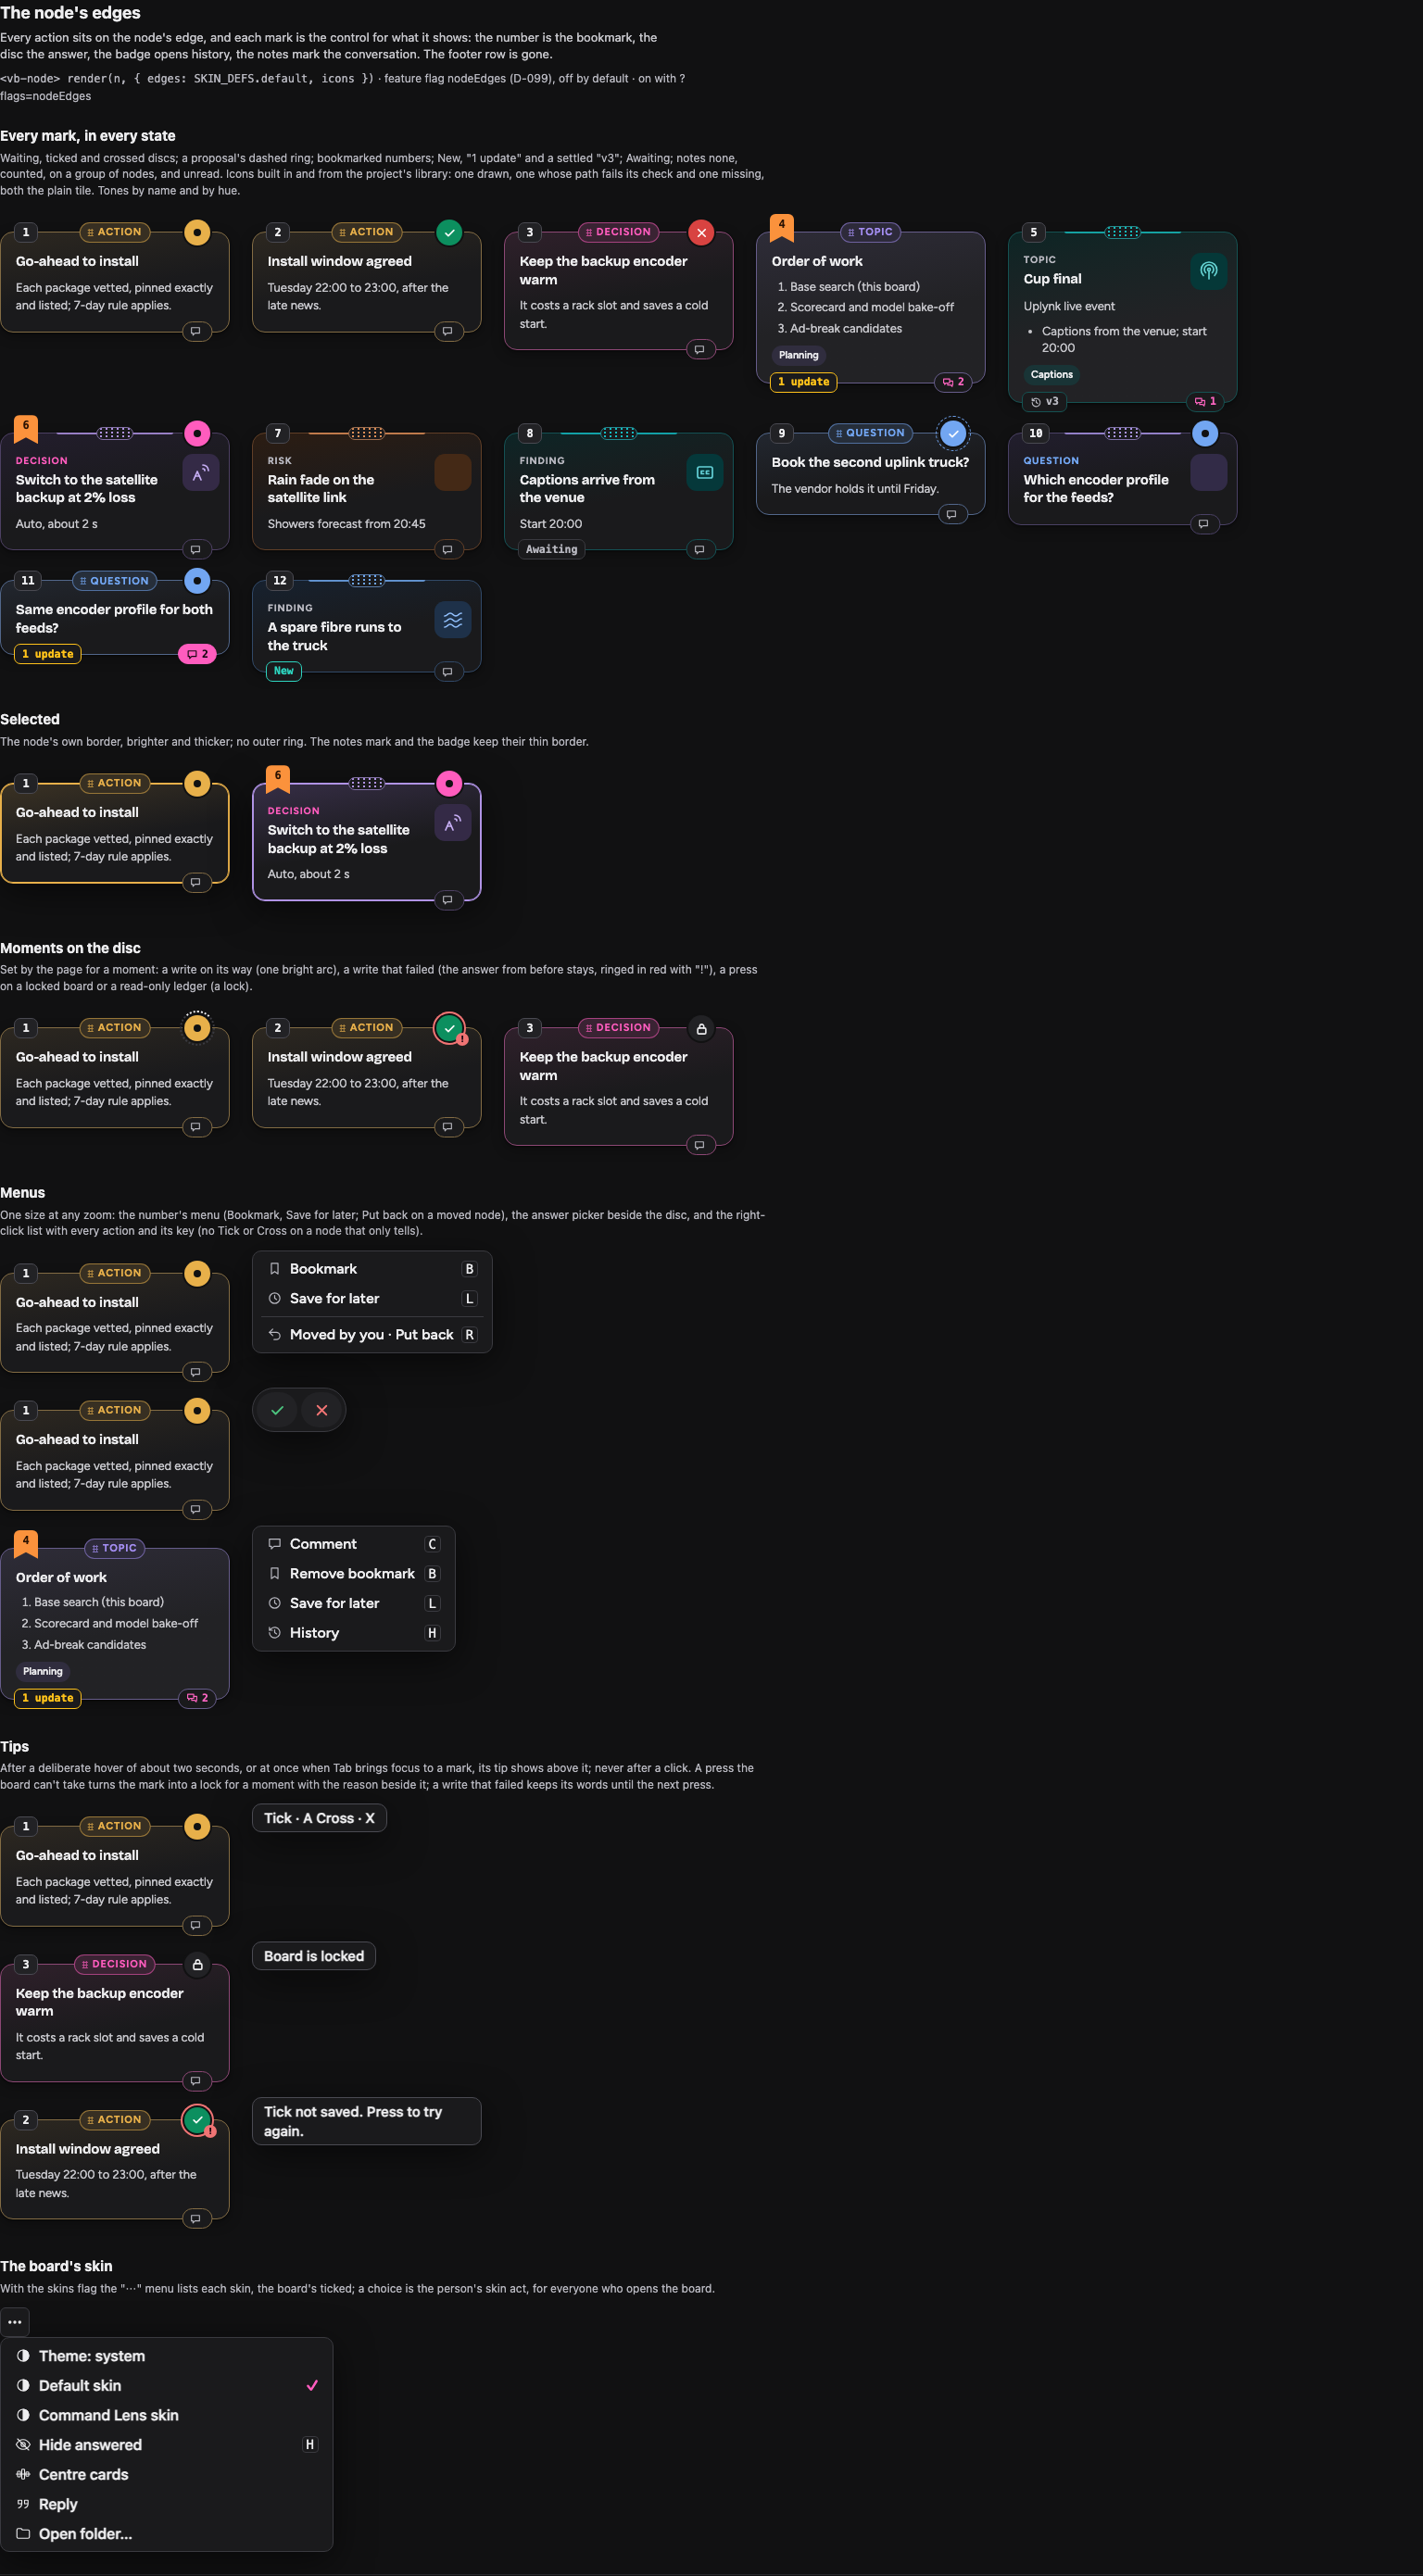 The node's edges
Every action sits on the node's edge, and each mark is the control for what it shows: the number is the bookmark, the
disc the answer, the badge opens history, the notes mark the conversation. The footer row is gone.
<vb-node> render(n, { edges: SKIN_DEFS.default, icons }) · feature flag nodeEdges (D-099), off by default · on with ?
flags=nodeEdges
Every mark, in every state
Waiting, ticked and crossed discs; a proposal's dashed ring; bookmarked numbers; New, "1 update" and a settled "v3"; Awaiting; notes none,
counted, on a group of nodes, and unread. Icons built in and from the project's library: one drawn, one whose path fails its check and one missing,
both the plain tile. Tones by name and by hue.
1
ACTION
Go-ahead to install
Each package vetted, pinned exactly
and listed; 7-day rule applies.
2
ACTION
Install window agreed
Tuesday 22:00 to 23:00, after the
late news.
3
DECISION
Keep the backup encoder
warm
It costs a rack slot and saves a cold
start.
4
TOPIC
Order of work
1. Base search (this board)
2. Scorecard and model bake-off
3. Ad-break candidates
Planning
1 update
2
5
TOPIC
Cup final
Uplynk live event
• Captions from the venue; start
20:00
Captions
v3
1
6
DECISION
Switch to the satellite
backup at 2% loss
Auto, about 2 s
7
RISK
Rain fade on the
satellite link
Showers forecast from 20:45
8
FINDING
Captions arrive from
the venue
Start 20:00
Awaiting
9
QUESTION
Book the second uplink truck?
The vendor holds it until Friday.
10
QUESTION
Which encoder profile
for the feeds?
11
QUESTION
Same encoder profile for both
feeds?
1 update
2
12
FINDING
A spare fibre runs to
the truck
New
Selected
The node's own border, brighter and thicker; no outer ring. The notes mark and the badge keep their thin border.
1
ACTION
Go-ahead to install
Each package vetted, pinned exactly
and listed; 7-day rule applies.
6
DECISION
Switch to the satellite
backup at 2% loss
Auto, about 2 s
Moments on the disc
Set by the page for a moment: a write on its way (one bright arc), a write that failed (the answer from before stays, ringed in red with "!"), a press
on a locked board or a read-only ledger (a lock).
1
ACTION
Go-ahead to install
Each package vetted, pinned exactly
and listed; 7-day rule applies.
2
ACTION
!
Install window agreed
Tuesday 22:00 to 23:00, after the
late news.
3
DECISION
Keep the backup encoder
warm
It costs a rack slot and saves a cold
start.
Menus
One size at any zoom: the number's menu (Bookmark, Save for later; Put back on a moved node), the answer picker beside the disc, and the right-
click list with every action and its key (no Tick or Cross on a node that only tells).
1
ACTION
Go-ahead to install
Each package vetted, pinned exactly
and listed; 7-day rule applies.
Bookmark B
Save for later L
Moved by you · Put back R
1
ACTION
Go-ahead to install
Each package vetted, pinned exactly
and listed; 7-day rule applies.
4
TOPIC
Order of work
1. Base search (this board)
2. Scorecard and model bake-off
3. Ad-break candidates
Planning
1 update
2
Comment C
Remove bookmark B
Save for later L
History H
Tips
After a deliberate hover of about two seconds, or at once when Tab brings focus to a mark, its tip shows above it; never after a click. A press the
board can't take turns the mark into a lock for a moment with the reason beside it; a write that failed keeps its words until the next press.
1
ACTION
Go-ahead to install
Each package vetted, pinned exactly
and listed; 7-day rule applies.
Tick · A Cross · X
3
DECISION
Keep the backup encoder
warm
It costs a rack slot and saves a cold
start.
Board is locked
2
ACTION
!
Install window agreed
Tuesday 22:00 to 23:00, after the
late news.
Tick not saved. Press to try
again.
The board's skin
With the skins flag the "···" menu lists each skin, the board's ticked; a choice is the person's skin act, for everyone who opens the board.
Theme: system
Default skin
Command Lens skin
Hide answered H
Centre cards
Reply
Open folder...